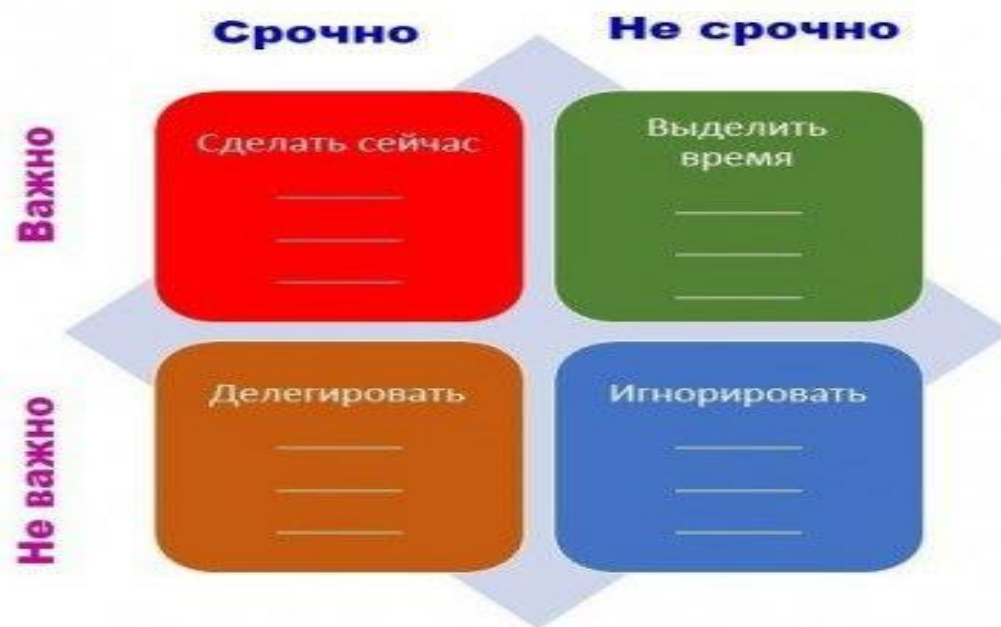 Срочно
Не срочно
Важно
Сделать сейчас
Выделить
время
Не важно
Делегировать
Игнорировать